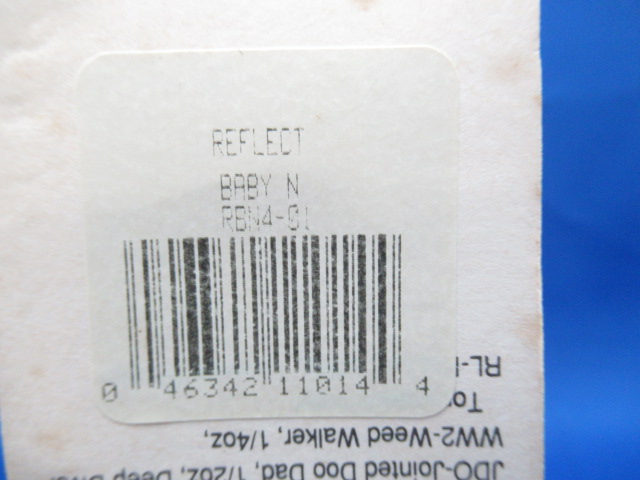 REFLECT
BABY N
RBN4-01
0 46342 11014 4
RL-
WW2-Weed Walker, 1/4oz,
JDO-Jointed Doo Dad, 1/2oz, Deep